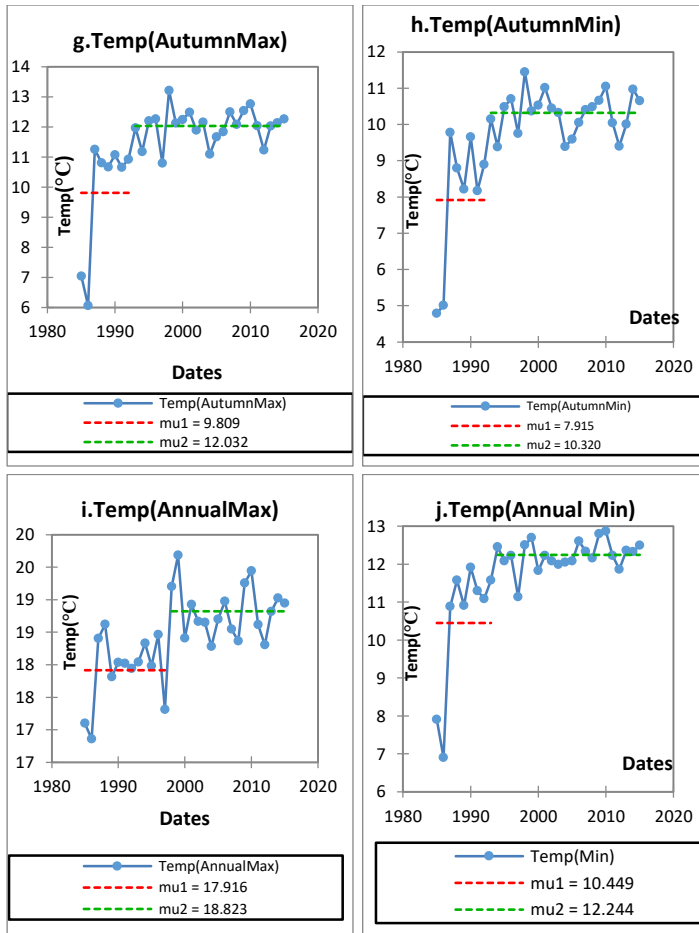 g.Temp(AutumnMax)
14
13
12
11
10
9
8
7
6
Temp(°C)
1980
1990
2000
2010
2020
Dates
Temp(AutumnMax)
mu1 = 9.809
mu2 = 12.032
h.Temp(AutumnMin)
12
11
10
9
8
7
6
5
4
Temp(°C)
Dates
1980
1990
2000
2010
2020
Temp(AutumnMin)
mu1 = 7.915
mu2 = 10.320
i.Temp(AnnualMax)
20
20
19
19
18
18
17
17
Temp(°C)
1980
1990
2000
2010
2020
Dates
Temp(AnnualMax)
mu1 = 17.916
mu2 = 18.823
j.Temp(Annual Min)
13
12
11
10
9
8
7
6
Temp(°C)
Dates
1980
1990
2000
2010
2020
Temp(Min)
mu1 = 10.449
mu2 = 12.244